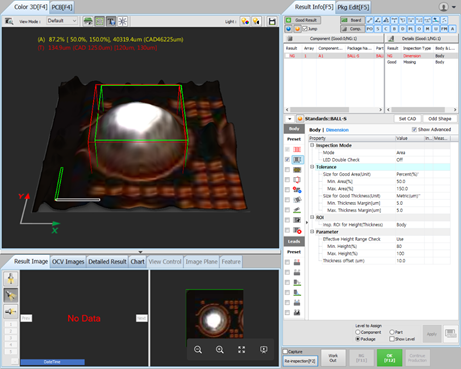 Color 3D[F4] PCB[F4]
View Mode : Default
Light :
(A) 87.2% [ 50.0%, 150.0%], 40319.4um (CAD46225um)
Result Image OCV Images Detailed Result Chart View Control Image Plane Feature
No Data
DateTime
Result Info[F5] Pkg Edit[F5]
Good Result
Jump
Board
Comp.
Component (Good:0/NG:1)
Details (Good:1/NG:1)
Result Array Component Package Na.. Part
Result Inspection Type Body &
NG 1 A.1 BALL-S
NG Dimension Body
Good Missing Body
Standards::BALL-S
Set CAD
Odd Shape
Body
Body | Dimension
Show Advanced
Preset
Property Value In.. Meas..
Inspection Mode
Mode Area
LED Double Check Off
Tolerance
Size for Good Area(Unit) Percent(%)
Min. Area(%) 50.0
Max. Area(%) 150.0
Size for Good Thickness(Unit) Metric(um)
Min. Thickness Margin(um) 5.0
Max. Thickness Margin(um) 5.0
ROI
Insp. ROI for Height(Thickness) Body
Parameter
Effective Height Range Check Use
Min. Height(%) 80
Max. Height(%) 100
Thickness offset (um) 10.0
Leads
Preset
Level to Assign
Component
Part
Package
Show Level
Apply
Capture
Re Inspection[F2]
Work Out
OK [F12]
Continue